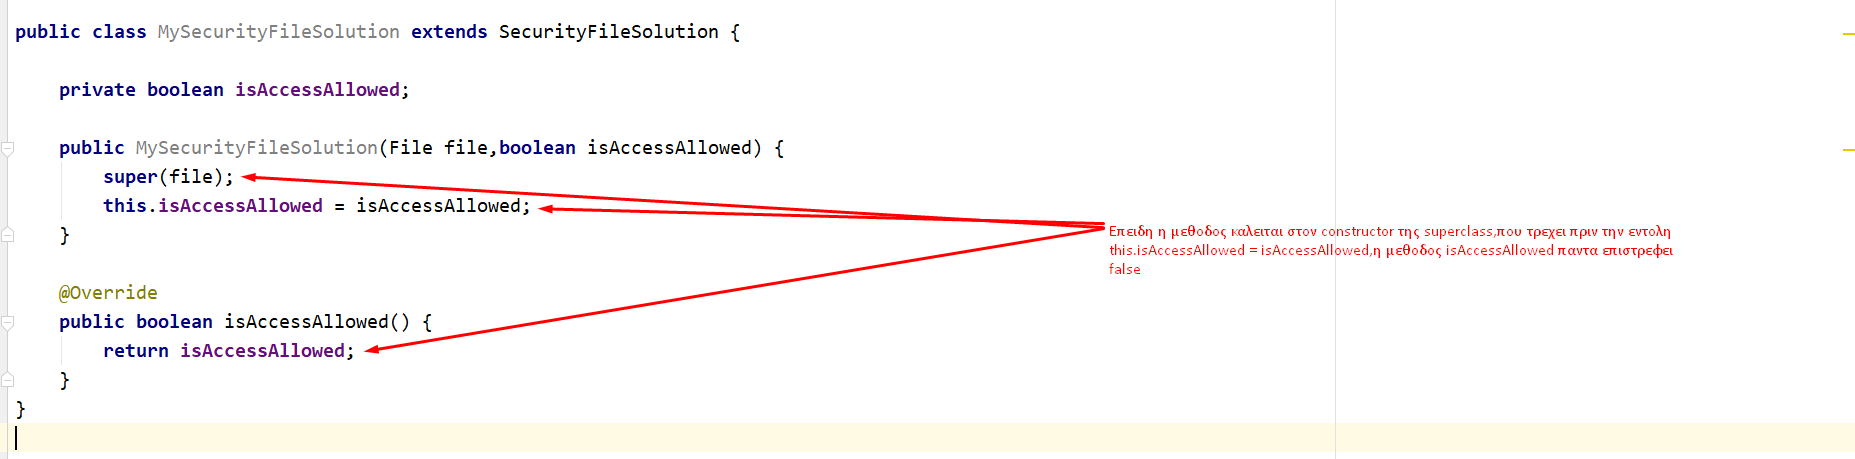 public class MySecurityFileSolution extends SecurityFileSolution {
private boolean isAccessAllowed;
public MySecurityFileSolution(File file,boolean isAccessAllowed) {
super(file);
this.isAccessAllowed = isAccessAllowed;
}
Επειδη η μεθοδος καλειται στον constructor της superclass,που τρεχει πριν την εντολη
this.isAccessAllowed = isAccessAllowed,η μεθοδος isAccessAllowed παντα επιστρεφει
false
@Override
public boolean isAccessAllowed() {
return isAccessAllowed;
}
}